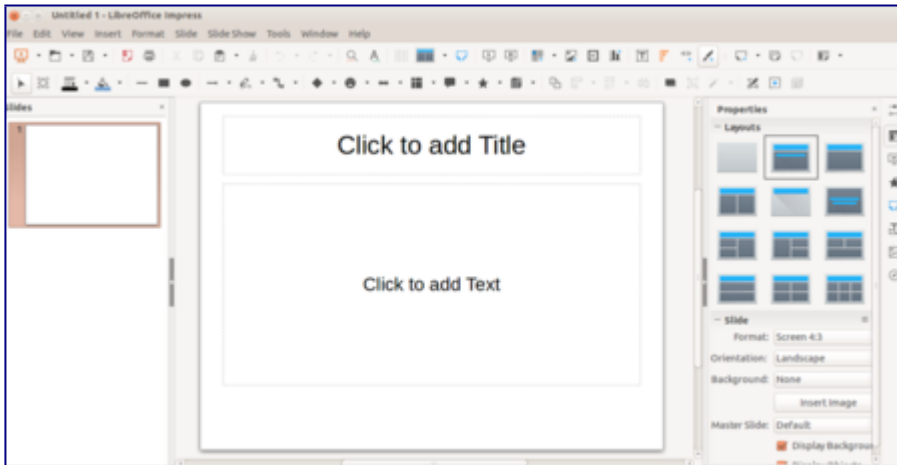 Untitled 1 - LibreOffice Impress
File Edit View Insert Format Slide Slide Show Tools Window Help
Slides
1
Click to add Title
Click to add Text
Properties
Layouts
Slide
Format: Screen 4:3
Orientation: Landscape
Background: None
Insert Image
Master Slide: Default
Display Backgrou